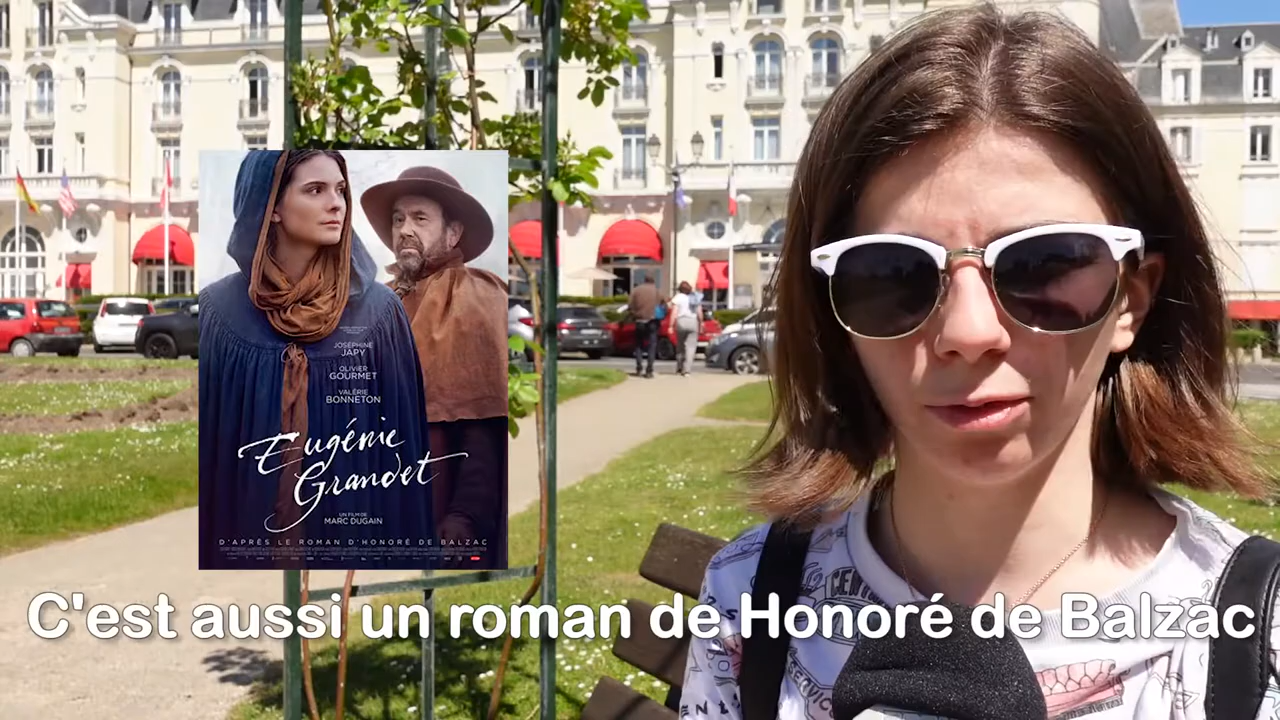 JOSÉPHINE
JAPY
OLIVIER
GOURMET
VALÉRIE
BONNETON
Eugénie
Grandet
UN FILM DE
MARC DUGAIN
D'APRÈS LE ROMAN D'HONORÉ DE BALZAC
C'est aussi un roman de Honoré de Balzac